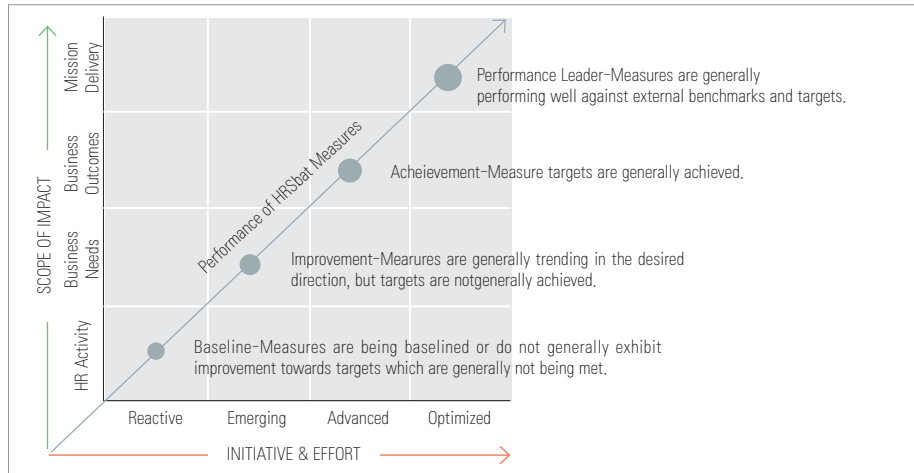 SCOPE OF IMPACT
Mission
Delivery
Business
Outcomes
Business
Needs
HR Activity
Performance of HRSbat Measures
Performance Leader-Measures are generally
performing well against external benchmarks and targets.
Acheievement-Measure targets are generally achieved.
Improvement-Mearures are generally trending in the desired
direction, but targets are notgenerally achieved.
Baseline-Measures are being baselined or do not generally exhibit
improvement towards targets which are generally not being met.
Reactive
Emerging
Advanced
Optimized
INITIATIVE & EFFORT